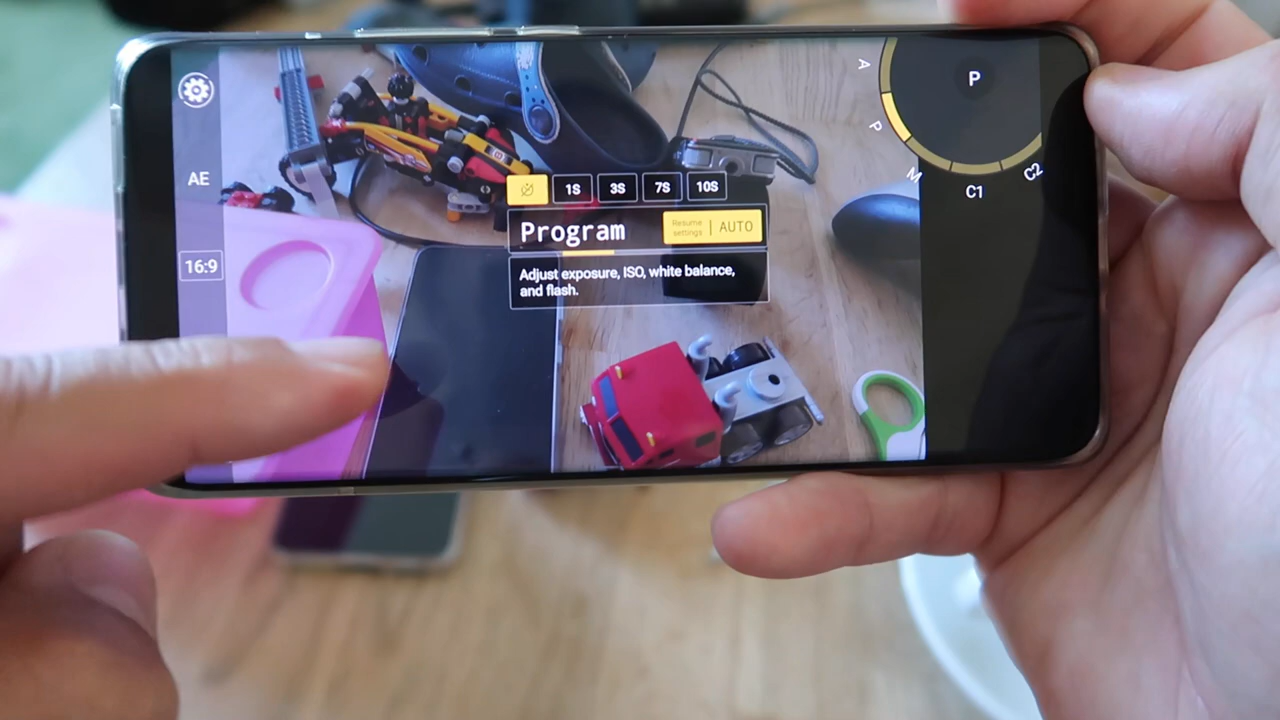 AE
16:9
1S 3S 7S 10S
Program
Resume
settings | AUTO
Adjust exposure, ISO, white balance,
and flash.
P
A
P
M
C1
C2